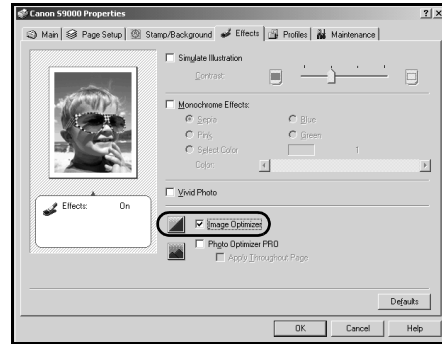 Canon S9000 Properties
Main Page Setup Stamp/Background Effects Profiles Maintenance
Simulate Illustration
Contrast:
Monochrome Effects:
Sepia Blue
Pink Green
Select Color 1
Color:
Vivid Photo
Effects: On
Image Optimizer
Photo Optimizer PRO
Apply Throughout Page
Defaults
OK Cancel Help